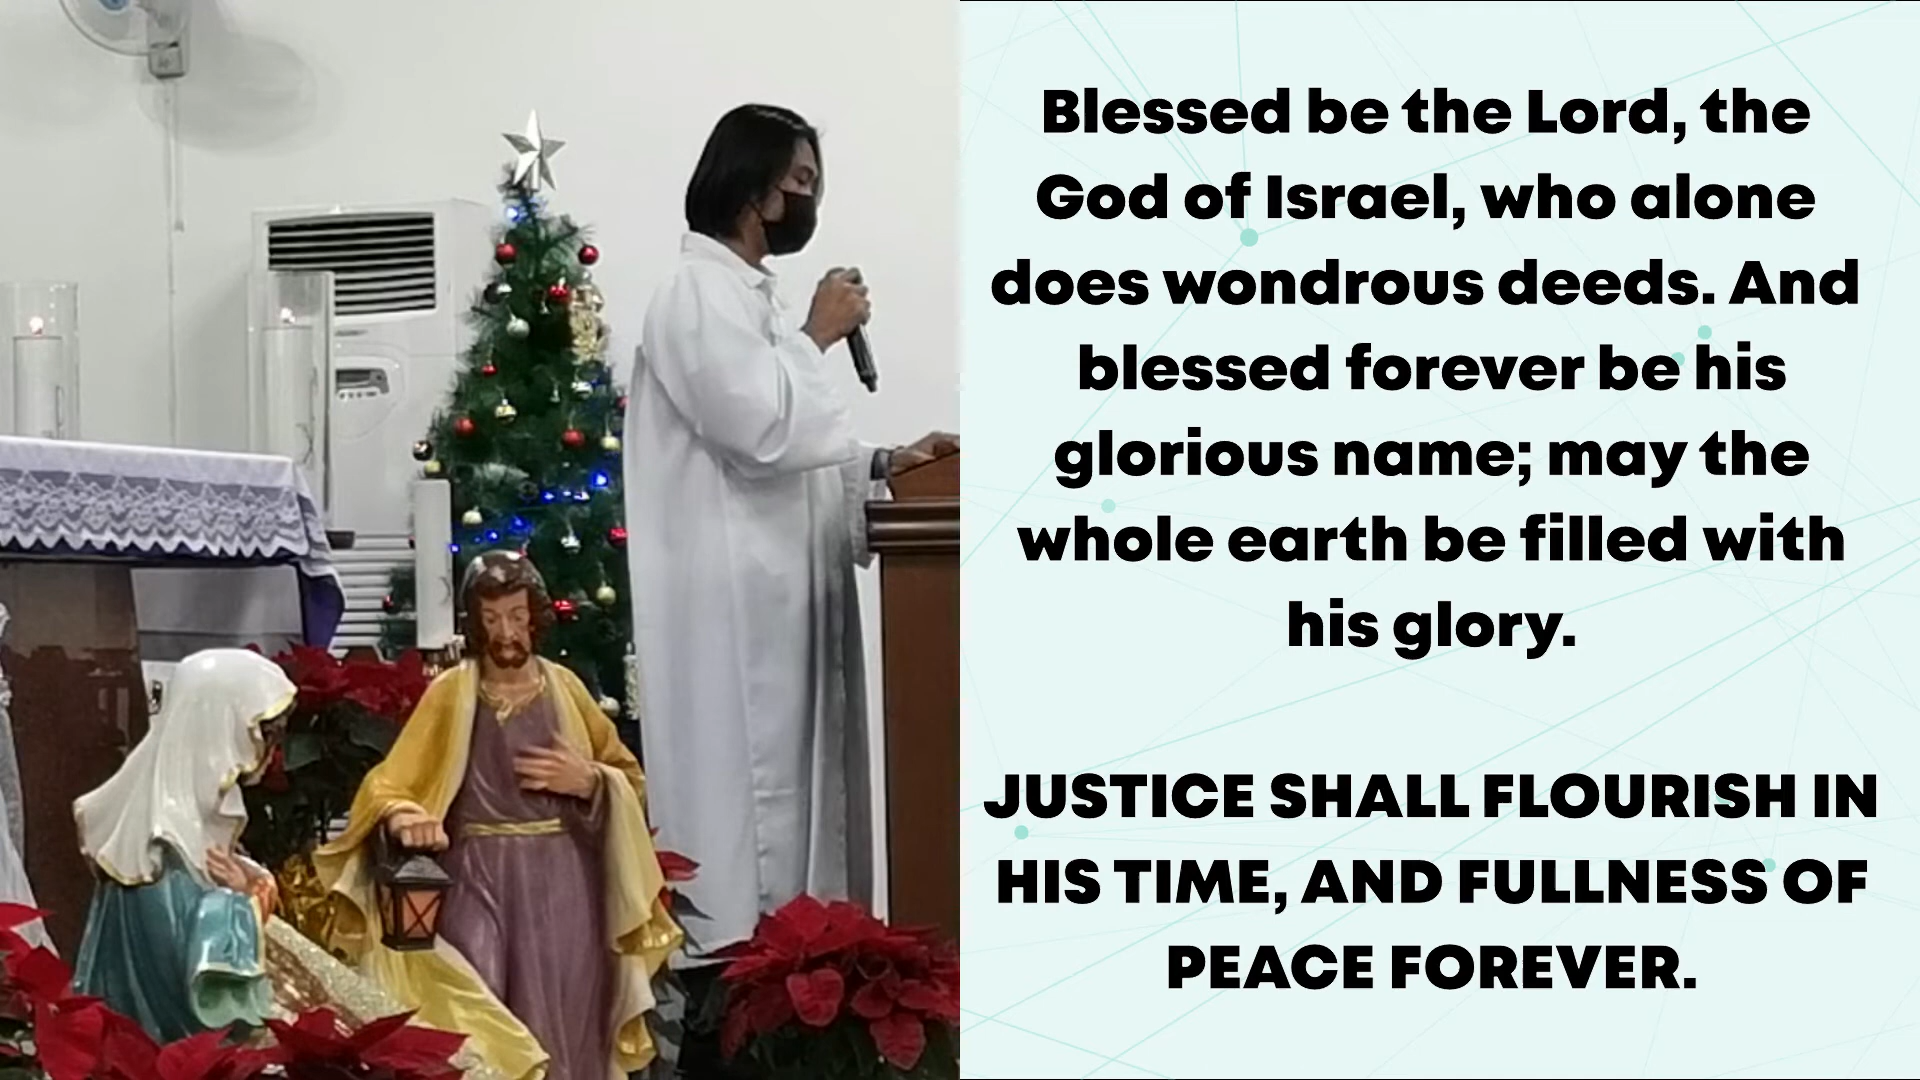 Blessed be the Lord, the
God of Israel, who alone
does wondrous deeds. And
blessed forever be his
glorious name; may the
whole earth be filled with
his glory.
JUSTICE SHALL FLOURISH IN
HIS TIME, AND FULLNESS OF
PEACE FOREVER.